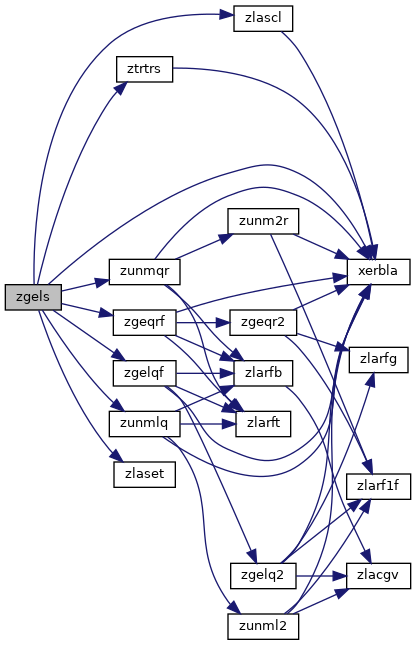 zlascl
ztrtrs
zunm2r
zunmqr
xerbla
zgels
zgeqrf
zgeqr2
zlarfg
zgelqf
zlarfb
zunmlq
zlarft
zlaset
zlarf1f
zgelq2
zlacgv
zunml2